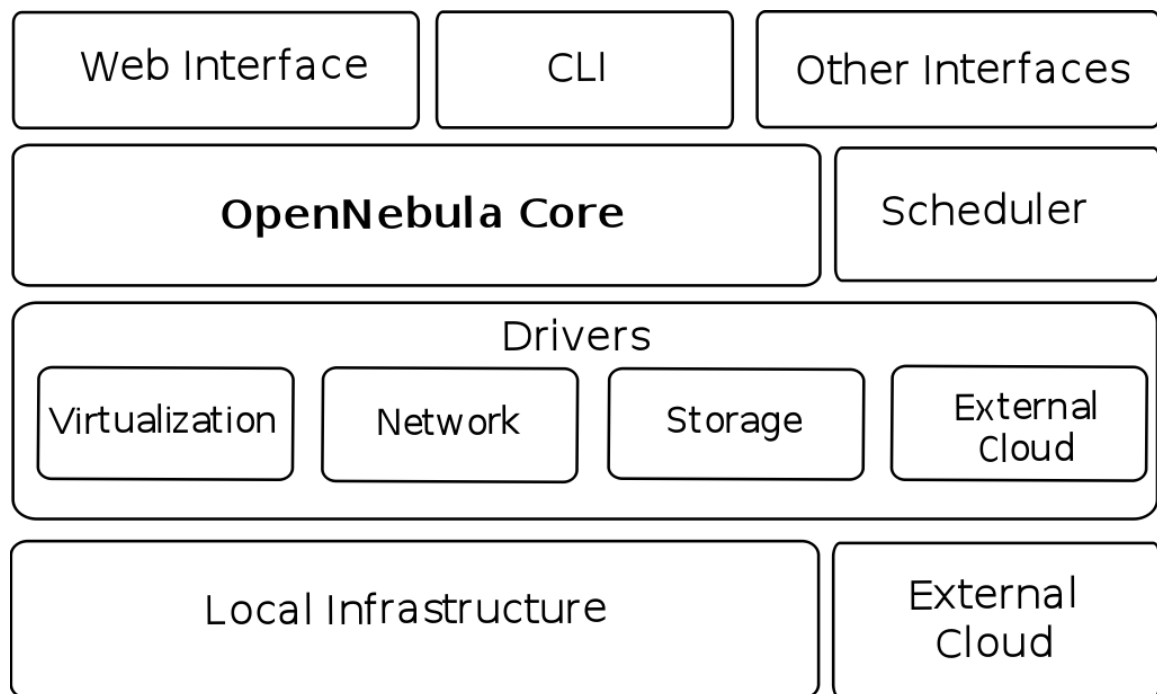 Web Interface
CLI
Other Interfaces
OpenNebula Core
Scheduler
Drivers
Virtualization
Network
Storage
External
Cloud
Local Infrastructure
External
Cloud